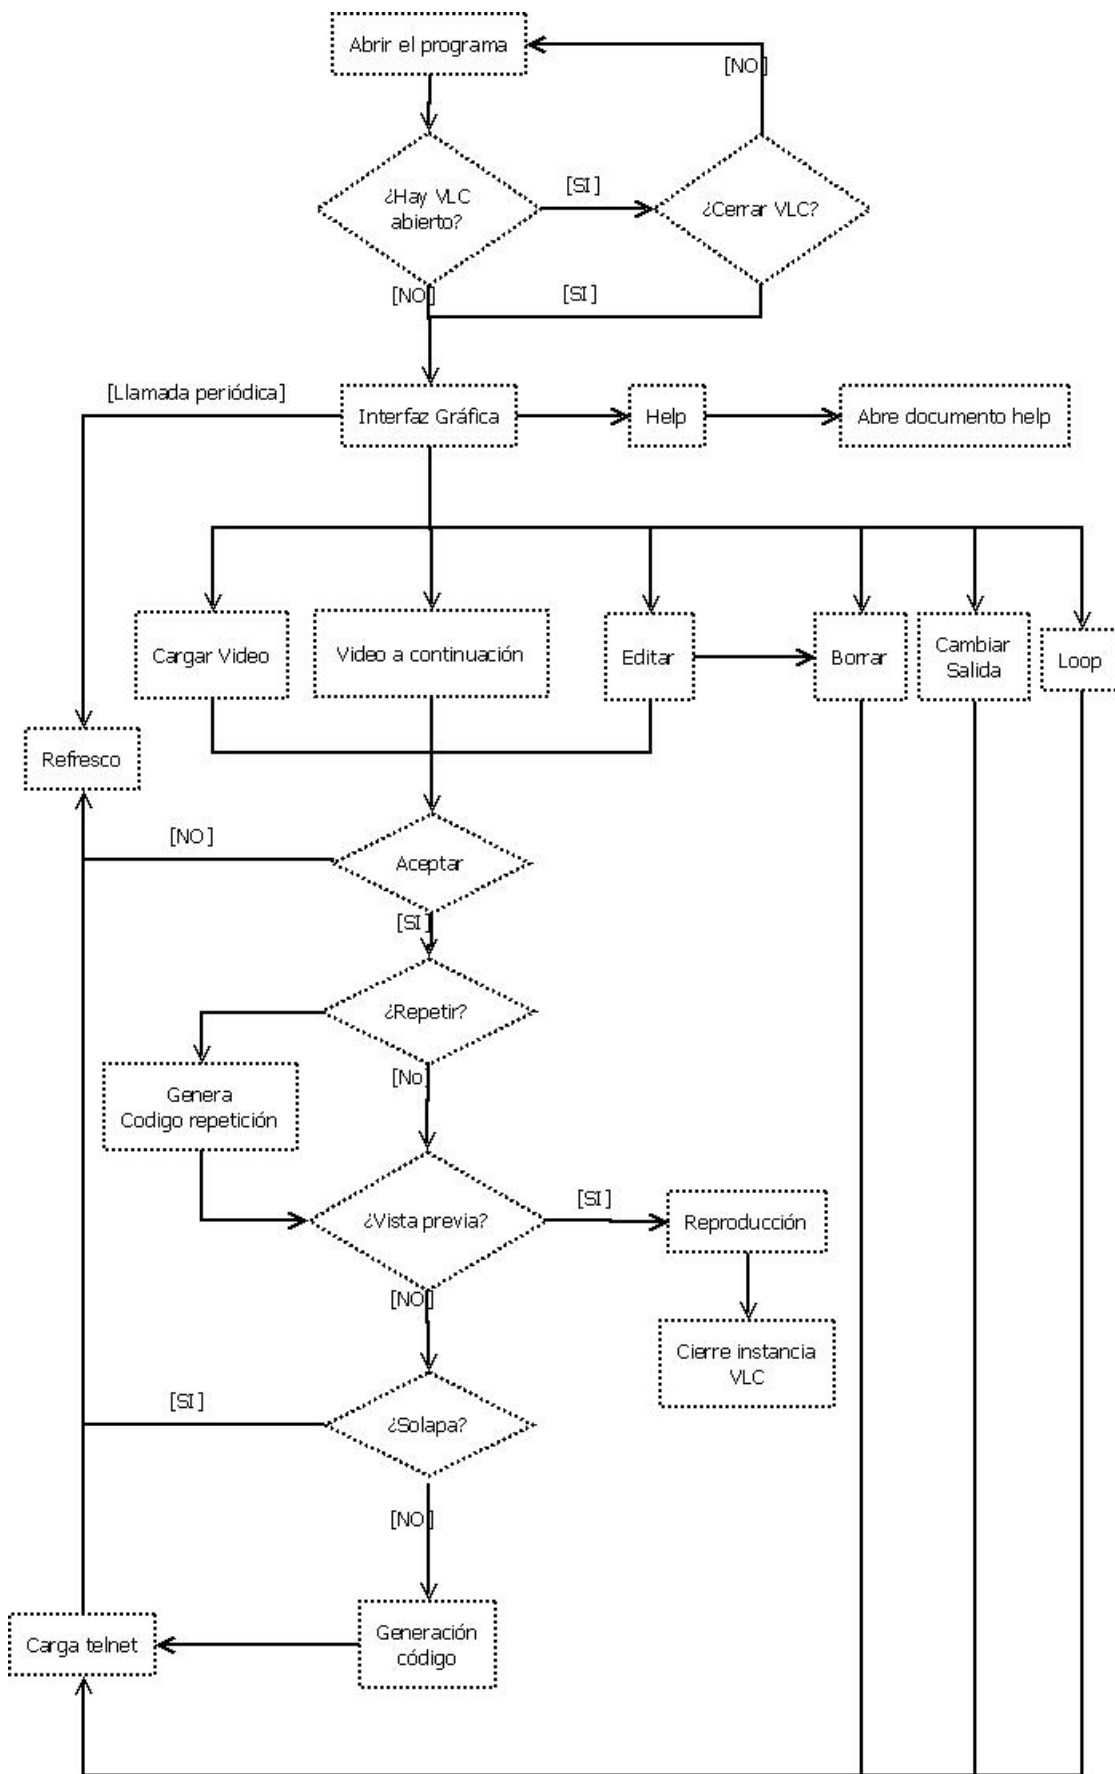 Abrir el programa
[NO]
¿Hay VLC
abierto?
[SI]
¿Cerrar VLC?
[NO]
[SI]
[Llamada periódica]
Interfaz Gráfica
Help
Abre documento help
Cargar Video
Video a continuación
Editar
Borrar
Cambiar
Salida
Loop
Refresco
[NO]
Aceptar
[SI]
¿Repetir?
[No]
Genera
Codigo repetición
¿Vista previa?
[SI]
Reproducción
[NO]
Cierre instancia
VLC
[SI]
¿Solapa?
[NO]
Carga telnet
Generación
código